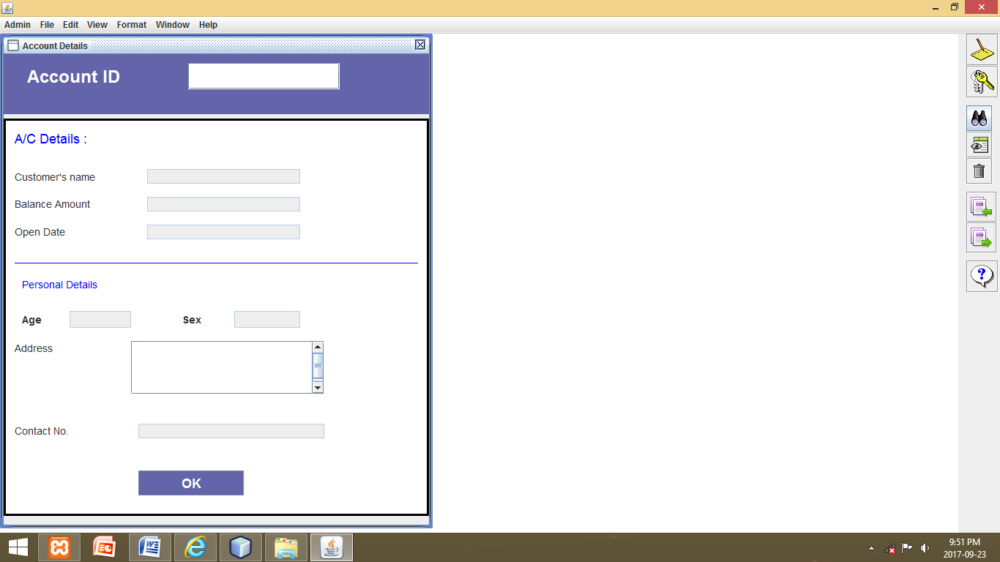 Admin File Edit View Format Window Help
Account Details
Account ID
A/C Details :
Customer's name
Balance Amount
Open Date
Personal Details
Age Sex
Address
Contact No.
OK
?
W
9:51 PM
2017-09-23